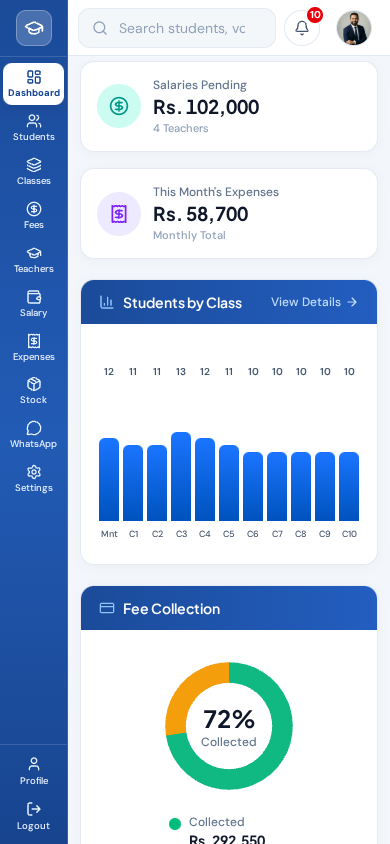 Search students, vc
10
Dashboard
Students
Classes
Fees
Teachers
Salary
Expenses
Stock
WhatsApp
Settings
Profile
Logout
Salaries Pending
Rs. 102,000
4 Teachers
This Month's Expenses
Rs. 58,700
Monthly Total
Students by Class
View Details →
12 11 11 13 12 11 10 10 10 10 10
Mnt C1 C2 C3 C4 C5 C6 C7 C8 C9 C10
Fee Collection
72%
Collected
Collected
Rs. 292,550